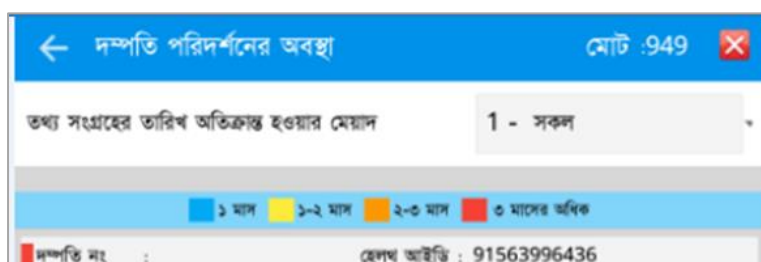 দম্পতি পরিদর্শনের অবস্থা মোট :949
তথ্য সংগ্রহের তারিখ অতিক্রান্ত হওয়ার মেয়াদ 1 - সকল
১ মাস ১-২ মাস ২-৩ মাস ৩ মাসের অধিক
দম্পতি নং : হেলথ আইডি : 91563996436